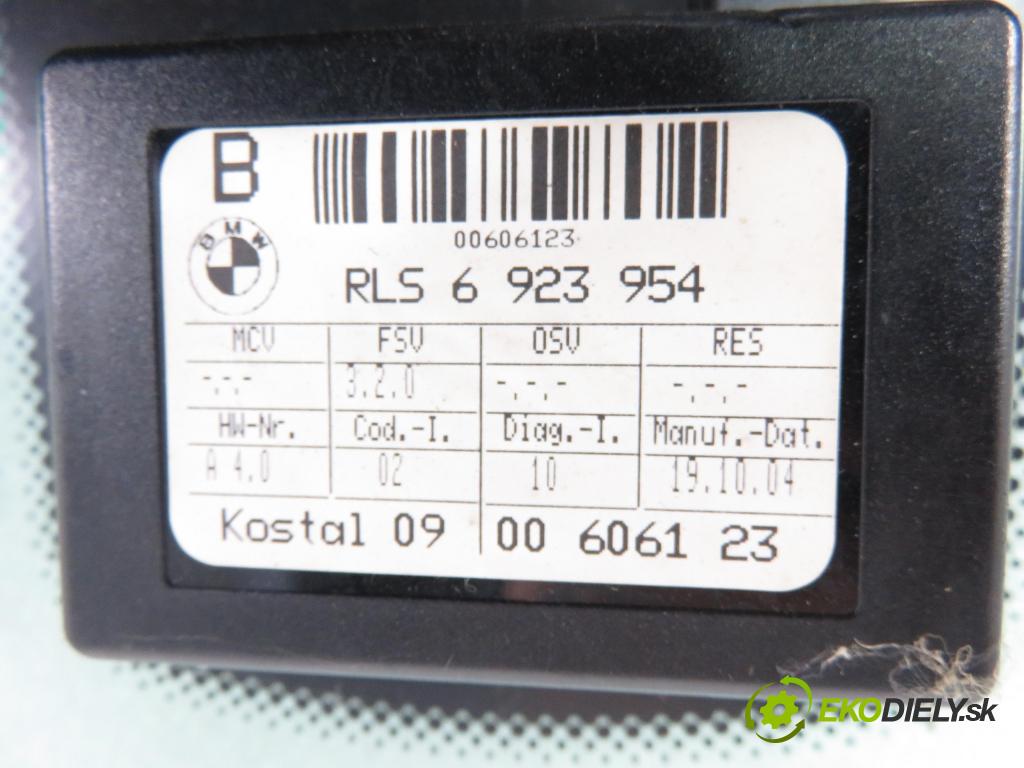 B
00606123
BMW
RLS 6 923 954
MCV FSV OSV RES
-.-.- 3.2.0 -.-.- -.-.-
HW-Nr. Cod.-I. Diag.-I. Manuf.-Dat.
A 4.0 02 10 19.10.04
Kostal 09 00 6061 23
EKODIELY.sk